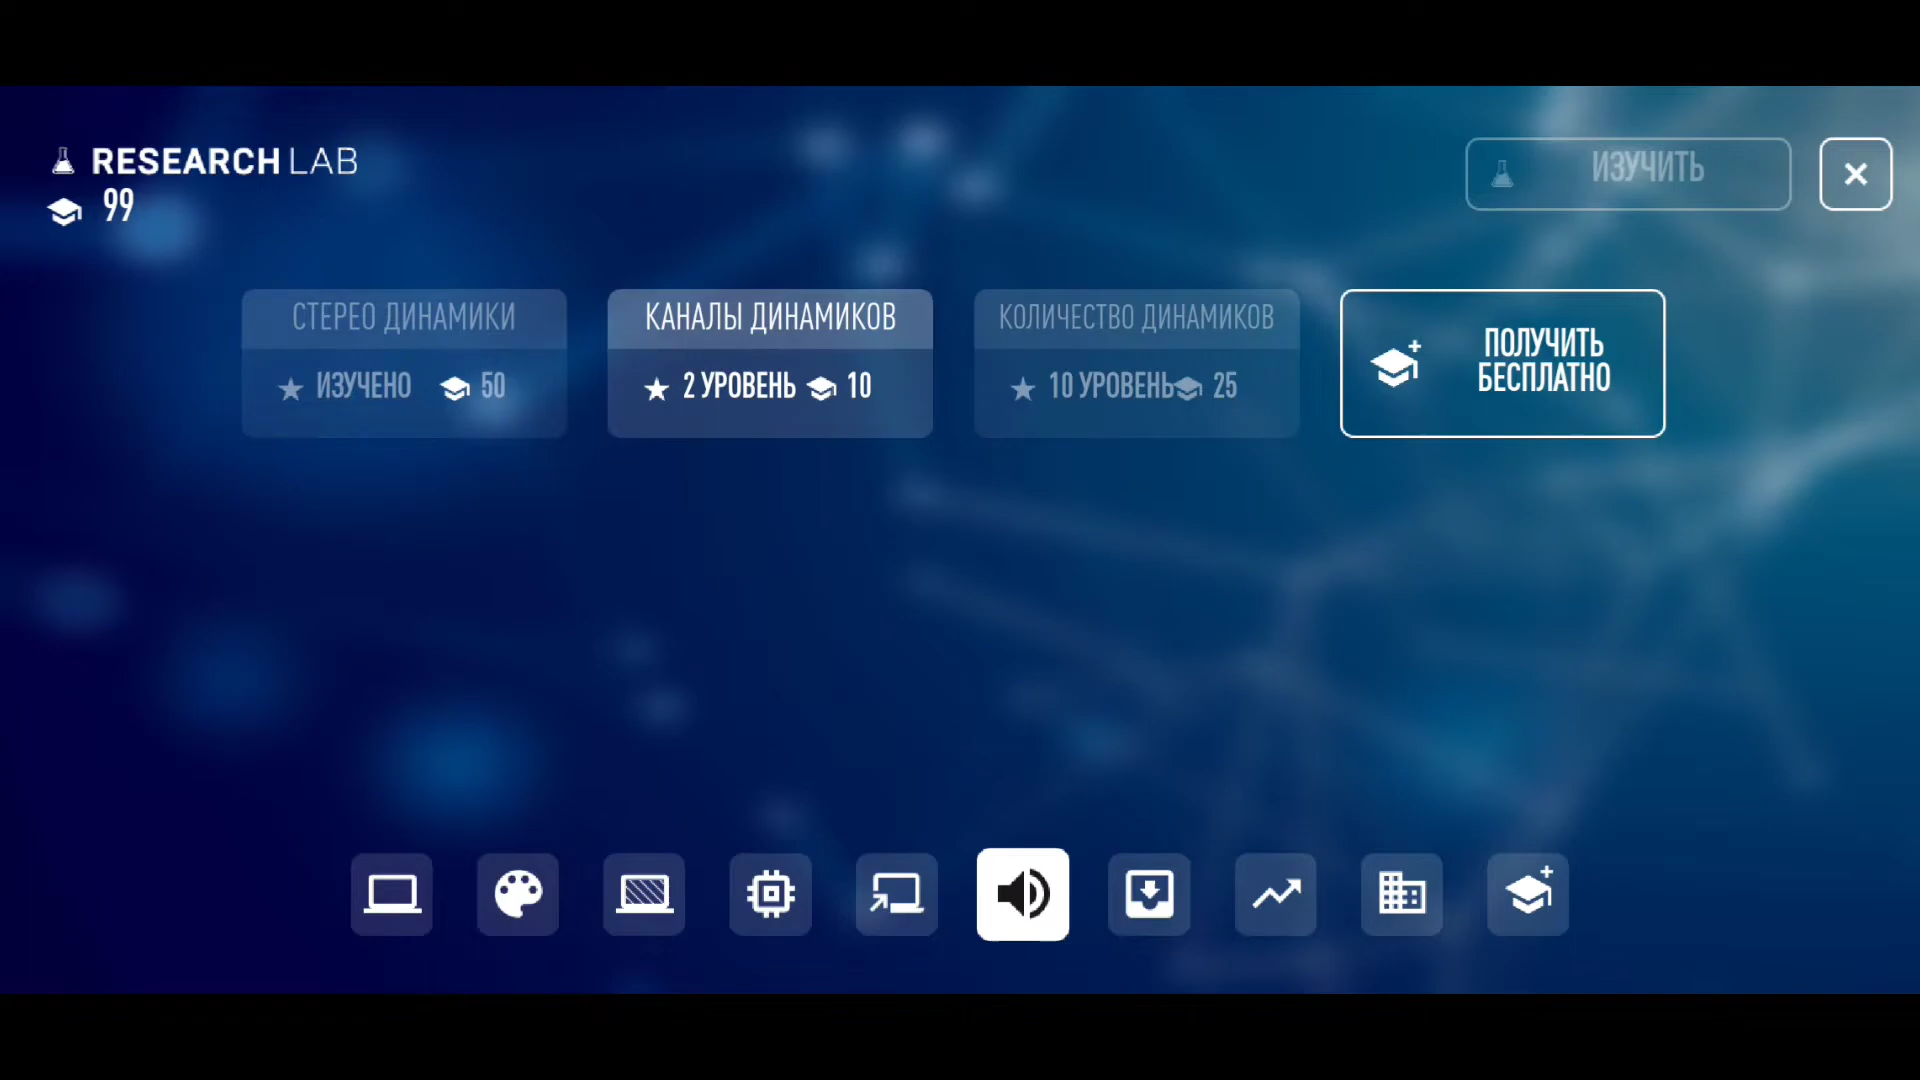 RESEARCH LAB
99
ИЗУЧИТЬ
СТЕРЕО ДИНАМИКИ
ИЗУЧЕНО 50
КАНАЛЫ ДИНАМИКОВ
2 УРОВЕНЬ 10
КОЛИЧЕСТВО ДИНАМИКОВ
10 УРОВЕНЬ 25
ПОЛУЧИТЬ
БЕСПЛАТНО